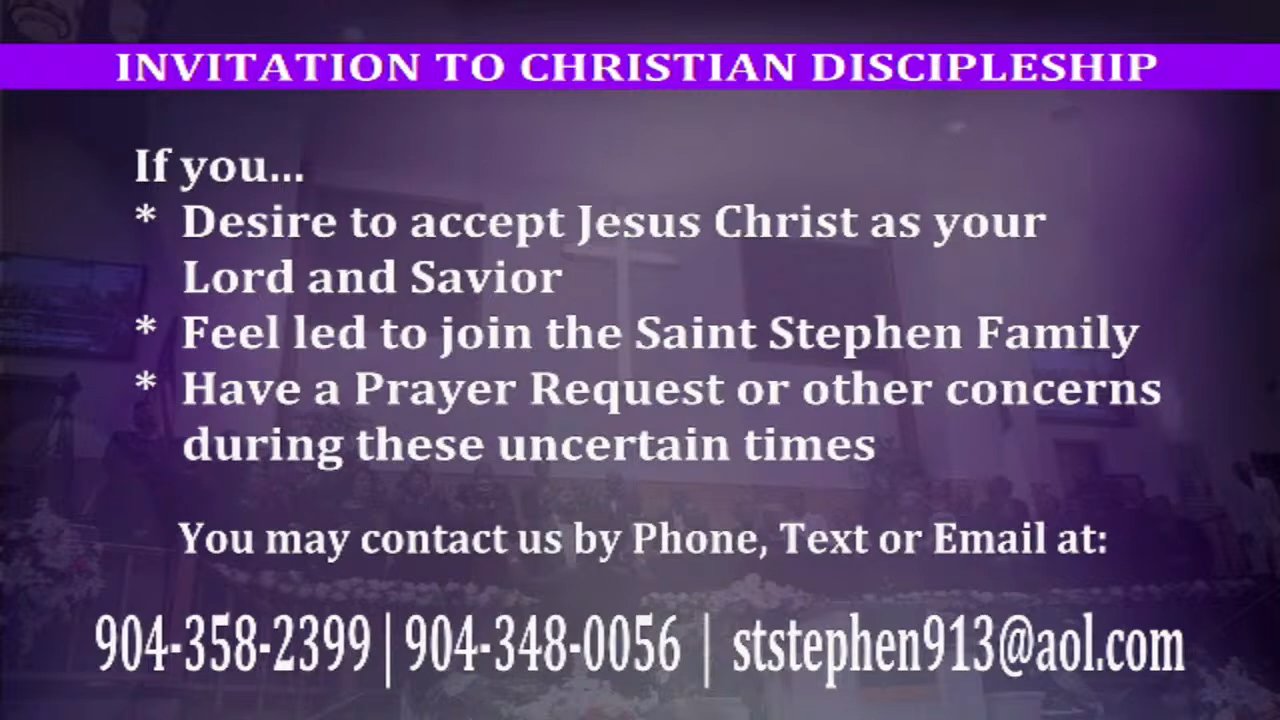 INVITATION TO CHRISTIAN DISCIPLESHIP
If you...
* Desire to accept Jesus Christ as your
Lord and Savior
* Feel led to join the Saint Stephen Family
* Have a Prayer Request or other concerns
during these uncertain times
You may contact us by Phone, Text or Email at:
904-358-2399 | 904-348-0056 | ststephen913@aol.com